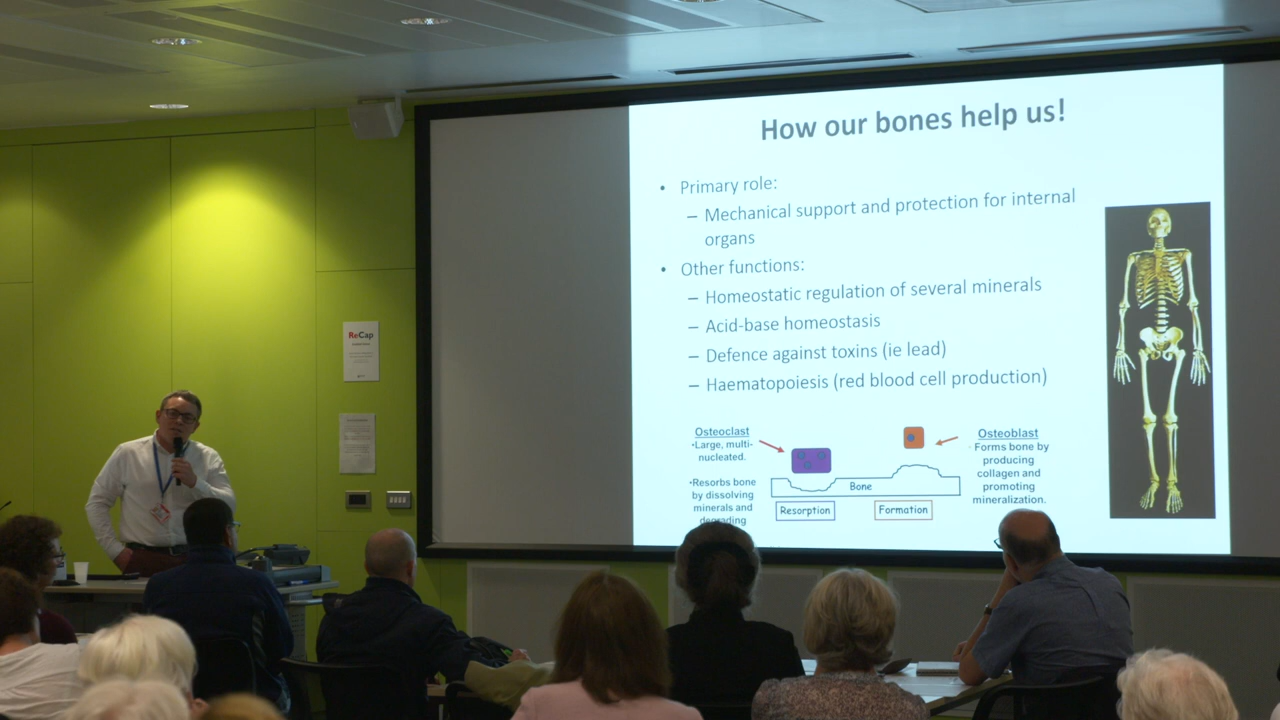 How our bones help us!
• Primary role:
– Mechanical support and protection for internal
organs
• Other functions:
– Homeostatic regulation of several minerals
– Acid-base homeostasis
– Defence against toxins (ie lead)
– Haematopoiesis (red blood cell production)
Osteoclast
•Large, multi-
nucleated.
•Resorbs bone
by dissolving
minerals and
degrading
Bone
Resorption
Formation
Osteoblast
Forms bone by
producing
collagen and
promoting
mineralization.
ReCap